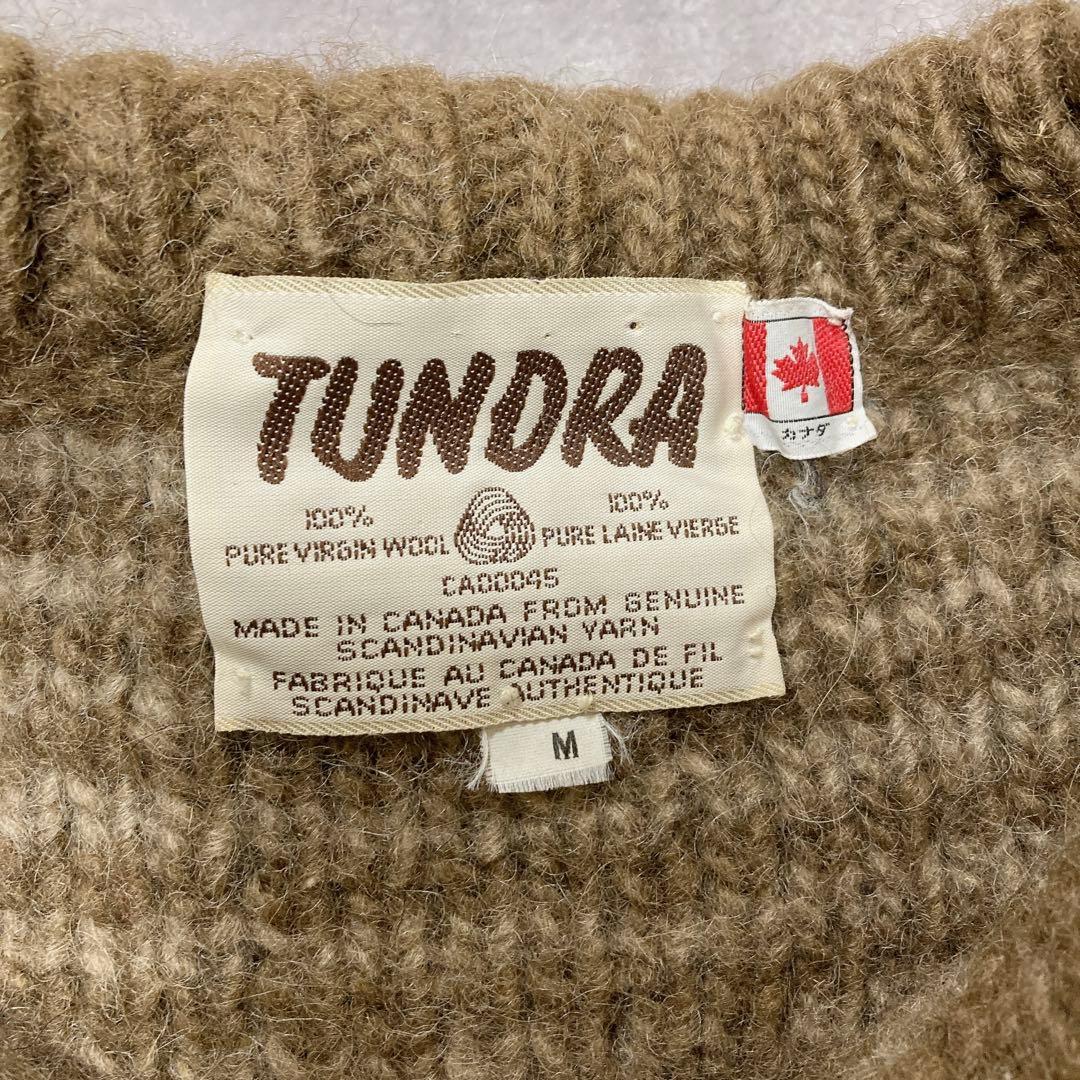 TUNDRA
カナダ
100% 100%
PURE VIRGIN WOOL PURE LAINE VIERGE
CA00045
MADE IN CANADA FROM GENUINE
SCANDINAVIAN YARN
FABRIQUE AU CANADA DE FIL
SCANDINAVE AUTHENTIQUE
M